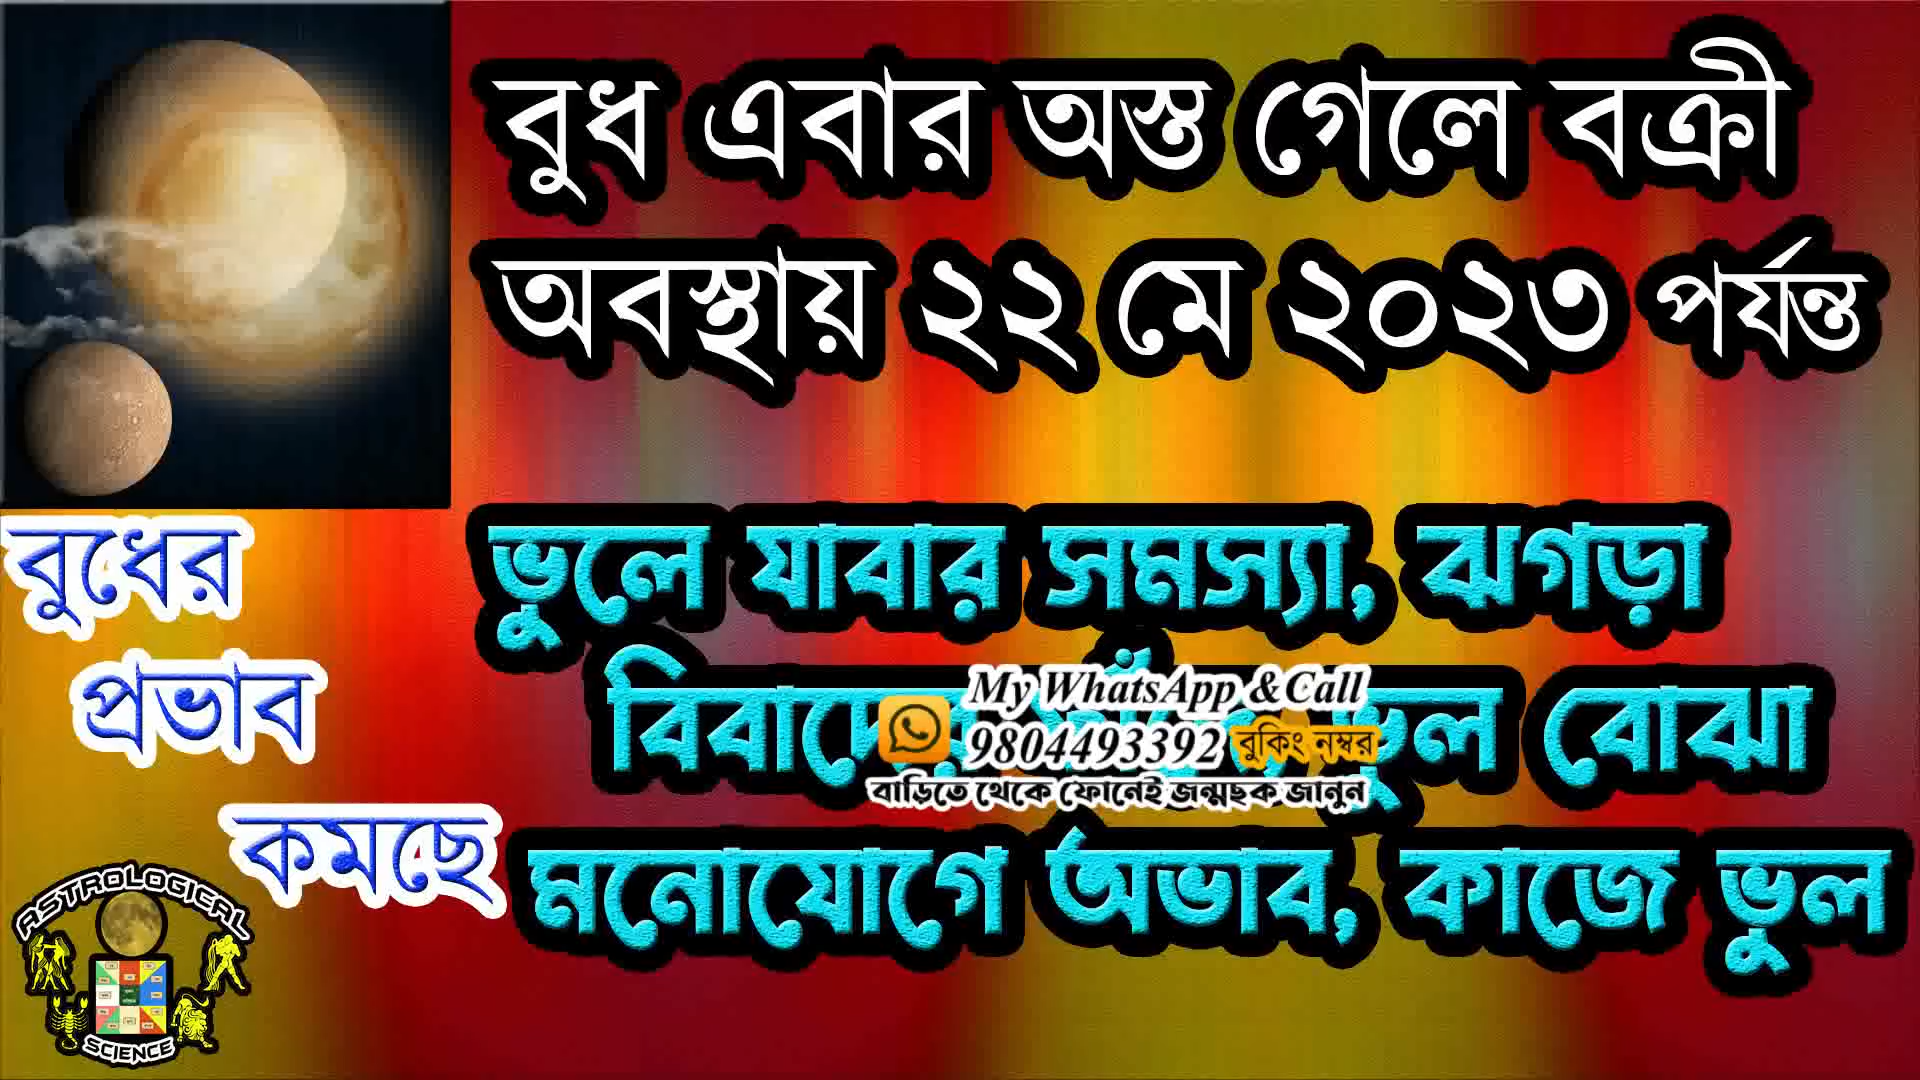 বুধ এবার অস্ত গেলে বক্রী
অবস্থায় ২২ মে ২০২৩ পর্যন্ত
বুধের
প্রভাব
কমছে
ভুলে যাবার সমস্যা, ঝগড়া
বিবাদের ভুল বোঝা
মনোযোগে অভাব, কাজে ভুল
My WhatsApp & Call
9804493392 বুকিং নম্বর
বাড়িতে থেকে ফোনেই জন্মছক জানুন
ASTROLOGICAL
SCIENCE